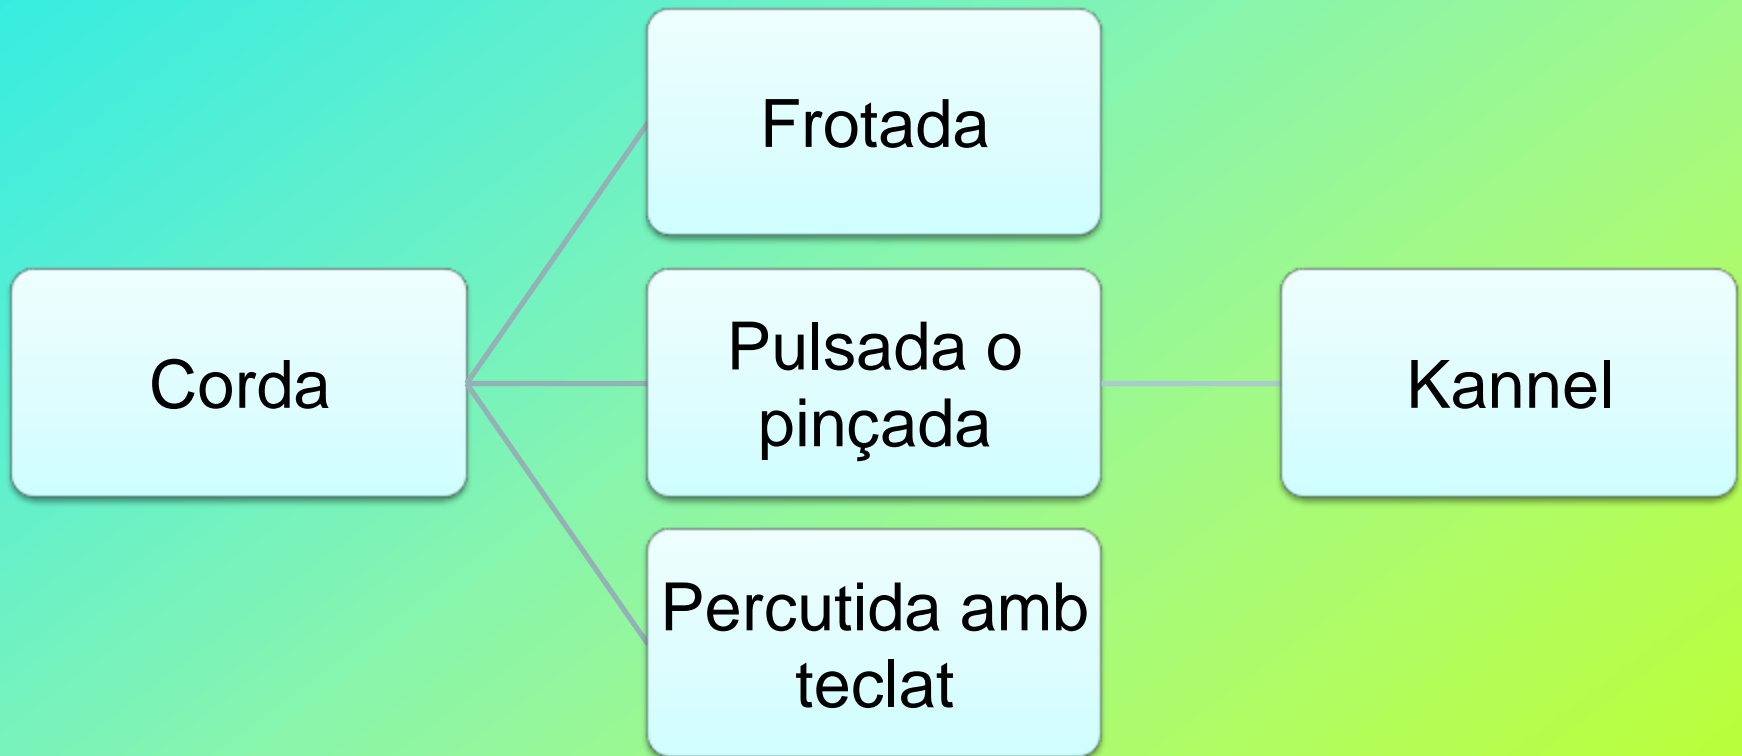 Frotada
Corda
Pulsada o
pinçada
Kannel
Percutida amb
teclat